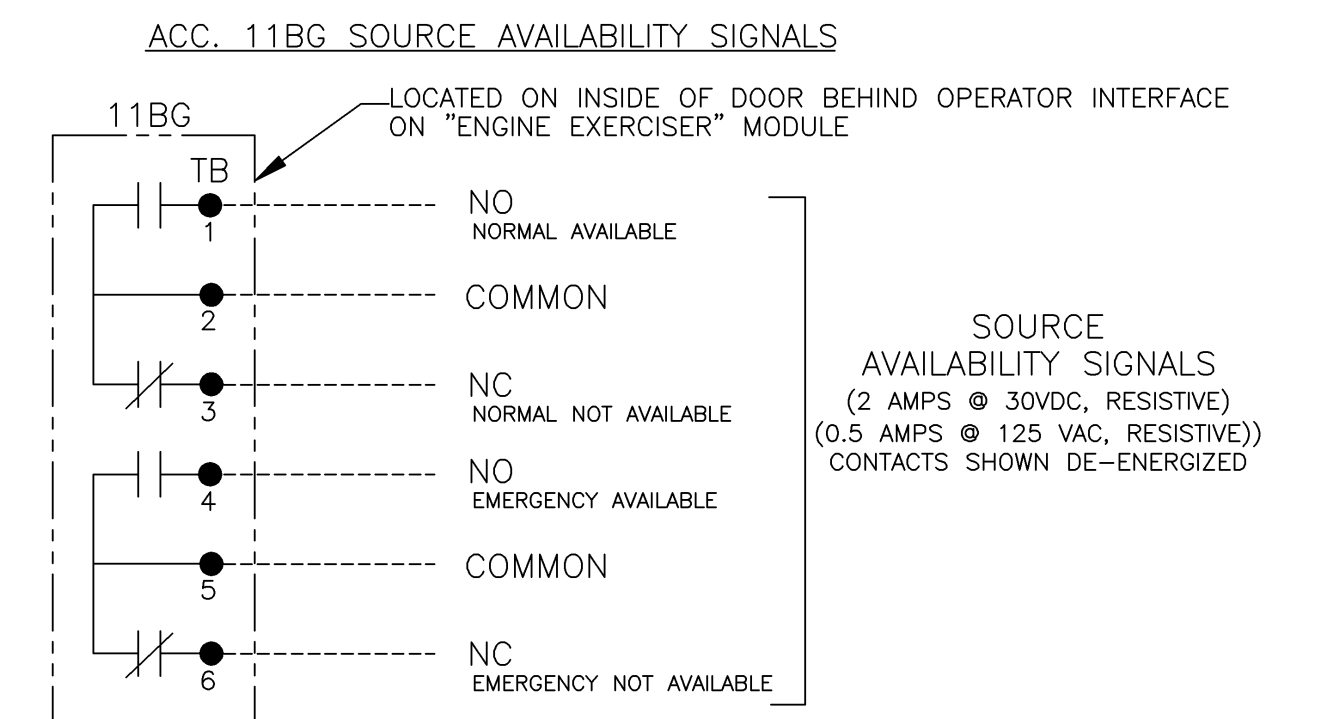 ACC. 11BG SOURCE AVAILABILITY SIGNALS
11BG
LOCATED ON INSIDE OF DOOR BEHIND OPERATOR INTERFACE
ON "ENGINE EXERCISER" MODULE
TB
1
NO
NORMAL AVAILABLE
2
COMMON
3
NC
NORMAL NOT AVAILABLE
4
NO
EMERGENCY AVAILABLE
5
COMMON
6
NC
EMERGENCY NOT AVAILABLE
SOURCE
AVAILABILITY SIGNALS
(2 AMPS @ 30VDC, RESISTIVE)
(0.5 AMPS @ 125 VAC, RESISTIVE))
CONTACTS SHOWN DE-ENERGIZED